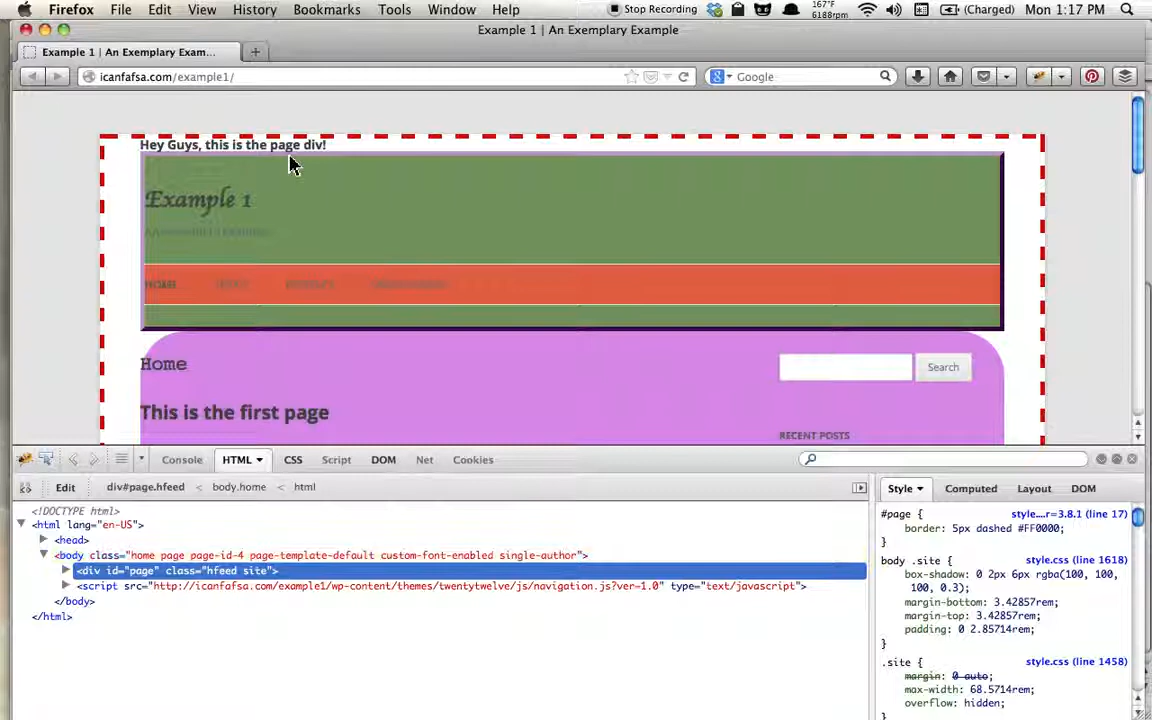 Firefox File Edit View History Bookmarks Tools Window Help Stop Recording 167°F 6188rpm (Charged) Mon 1:17 PM
Example 1 | An Exemplary Example
Example 1 | An Exemplary Exam...
icanfafsa.com/example1/ Google
Hey Guys, this is the page div!
Example 1
HOME
Home
Search
This is the first page
RECENT POSTS
Console HTML CSS Script DOM Net Cookies
Edit div#page.hfeed < body.home < html
Style Computed Layout DOM
<!DOCTYPE html>
<html lang="en-US">
<head>
<body class="home page page-id-4 page-template-default custom-font-enabled single-author">
<div id="page" class="hfeed site">
<script src="http://icanfafsa.com/example1/wp-content/themes/twentytwelve/js/navigation.js?ver=1.0" type="text/javascript">
</body>
</html>
#page { style....r=3.8.1 (line 17)
border: 5px dashed #FF0000;
}
body .site { style.css (line 1618)
box-shadow: 0 2px 6px rgba(100, 100,
100, 0.3);
margin-bottom: 3.42857rem;
margin-top: 3.42857rem;
padding: 0 2.85714rem;
}
.site { style.css (line 1458)
margin: 0 auto;
max-width: 68.5714rem;
overflow: hidden;
}